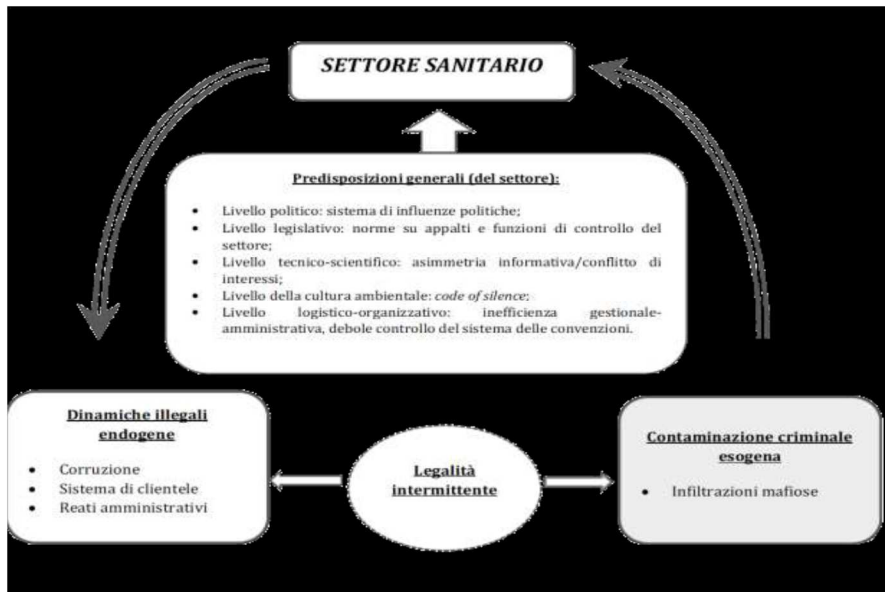 SETTORE SANITARIO
Predisposizioni generali (del settore):
• Livello politico: sistema di influenze politiche;
• Livello legislativo: norme su appalti e funzioni di controllo del
settore;
• Livello tecnico-scientifico: asimmetria informativa/conflitto di
interessi;
• Livello della cultura ambientale: code of silence;
• Livello logistico-organizzativo: inefficienza gestionale-
amministrativa, debole controllo del sistema delle convenzioni.
Dinamiche illegali
endogene
• Corruzione
• Sistema di clientele
• Reati amministrativi
Legalità
intermittente
Contaminazione criminale
esogena
• Infiltrazioni mafiose